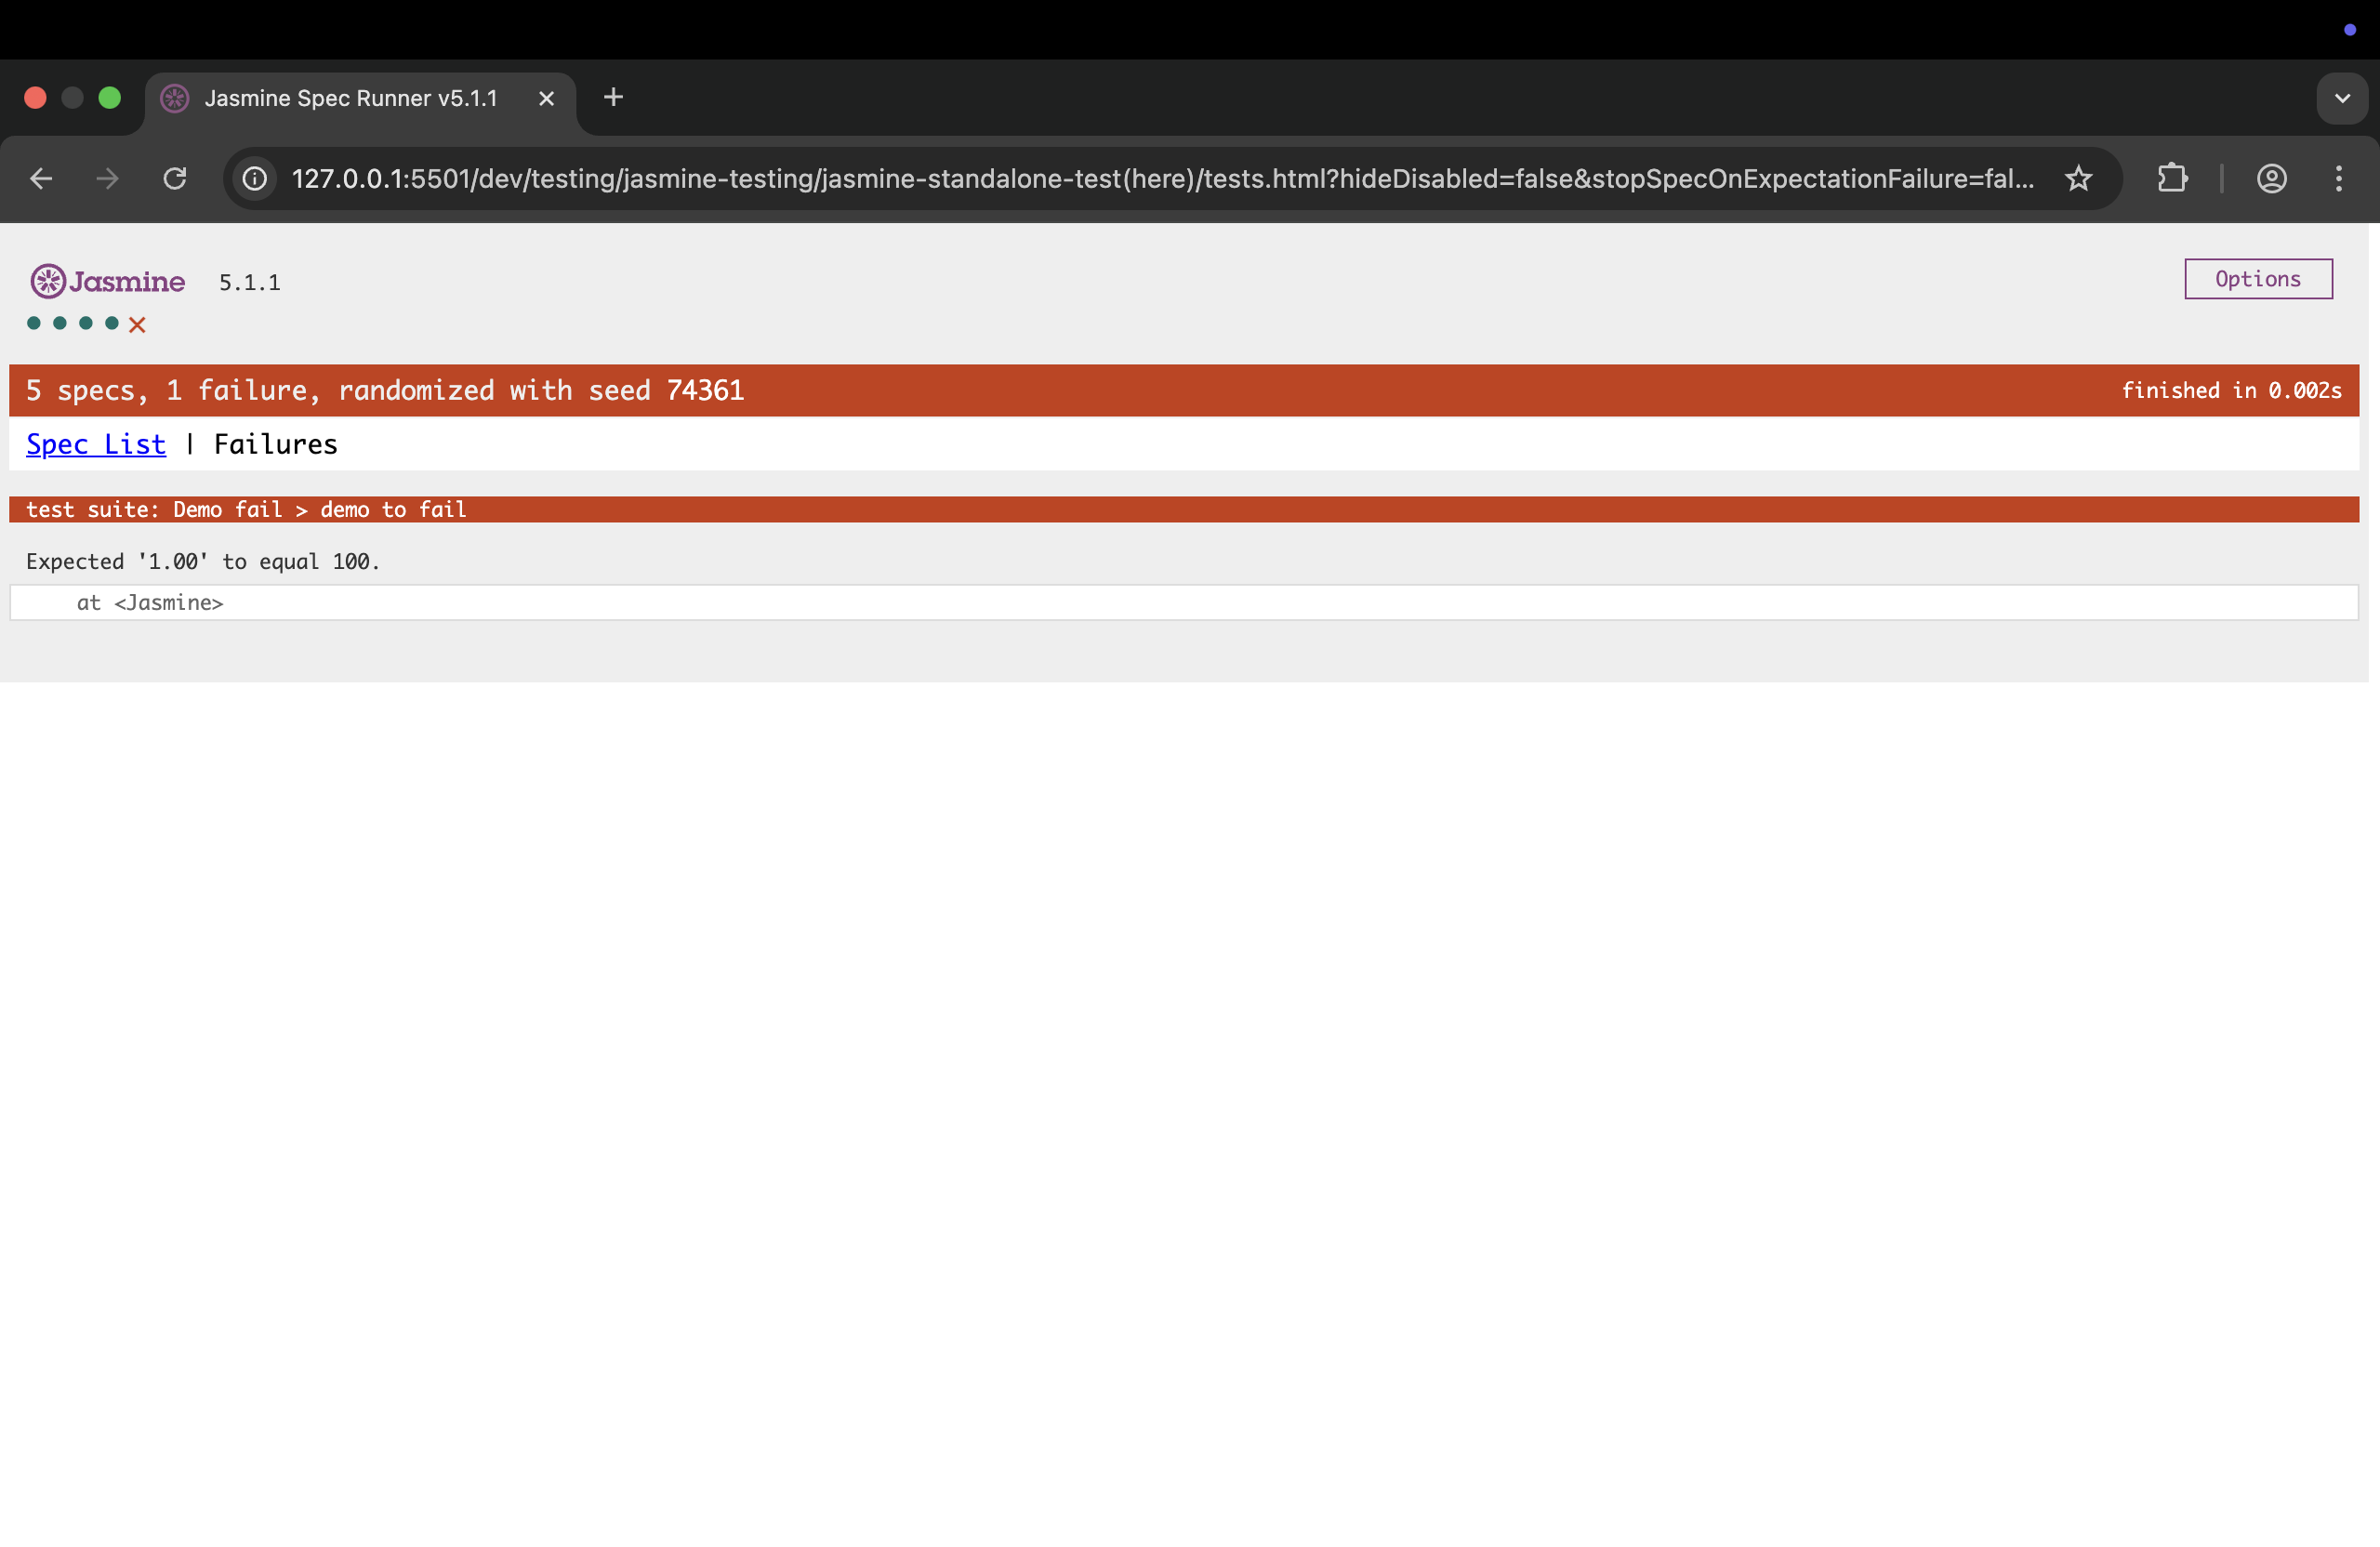 Jasmine Spec Runner v5.1.1
127.0.0.1:5501/dev/testing/jasmine-testing/jasmine-standalone-test(here)/tests.html?hideDisabled=false&stopSpecOnExpectationFailure=fal...
Jasmine 5.1.1 Options
5 specs, 1 failure, randomized with seed 74361 finished in 0.002s
Spec List | Failures
test suite: Demo fail > demo to fail
Expected '1.00' to equal 100.
at <Jasmine>